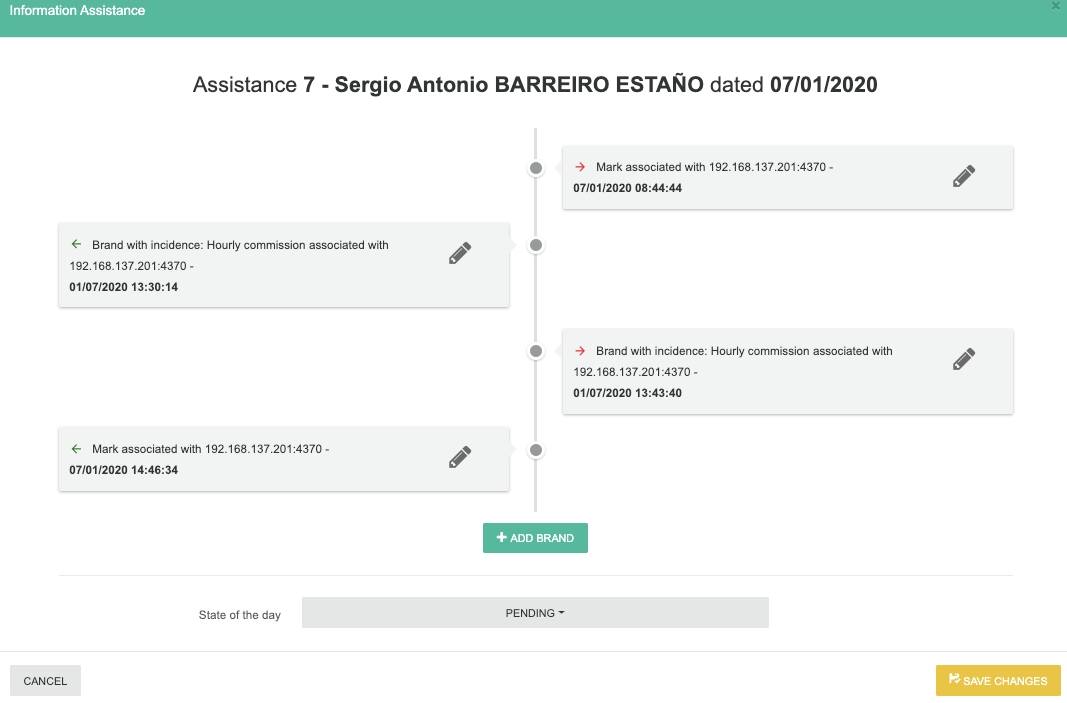 Information Assistance
Assistance 7 - Sergio Antonio BARREIRO ESTAÑO dated 07/01/2020
Mark associated with 192.168.137.201:4370 -
07/01/2020 08:44:44
Brand with incidence: Hourly commission associated with
192.168.137.201:4370 -
01/07/2020 13:30:14
Brand with incidence: Hourly commission associated with
192.168.137.201:4370 -
01/07/2020 13:43:40
Mark associated with 192.168.137.201:4370 -
07/01/2020 14:46:34
ADD BRAND
State of the day
PENDING
CANCEL
SAVE CHANGES